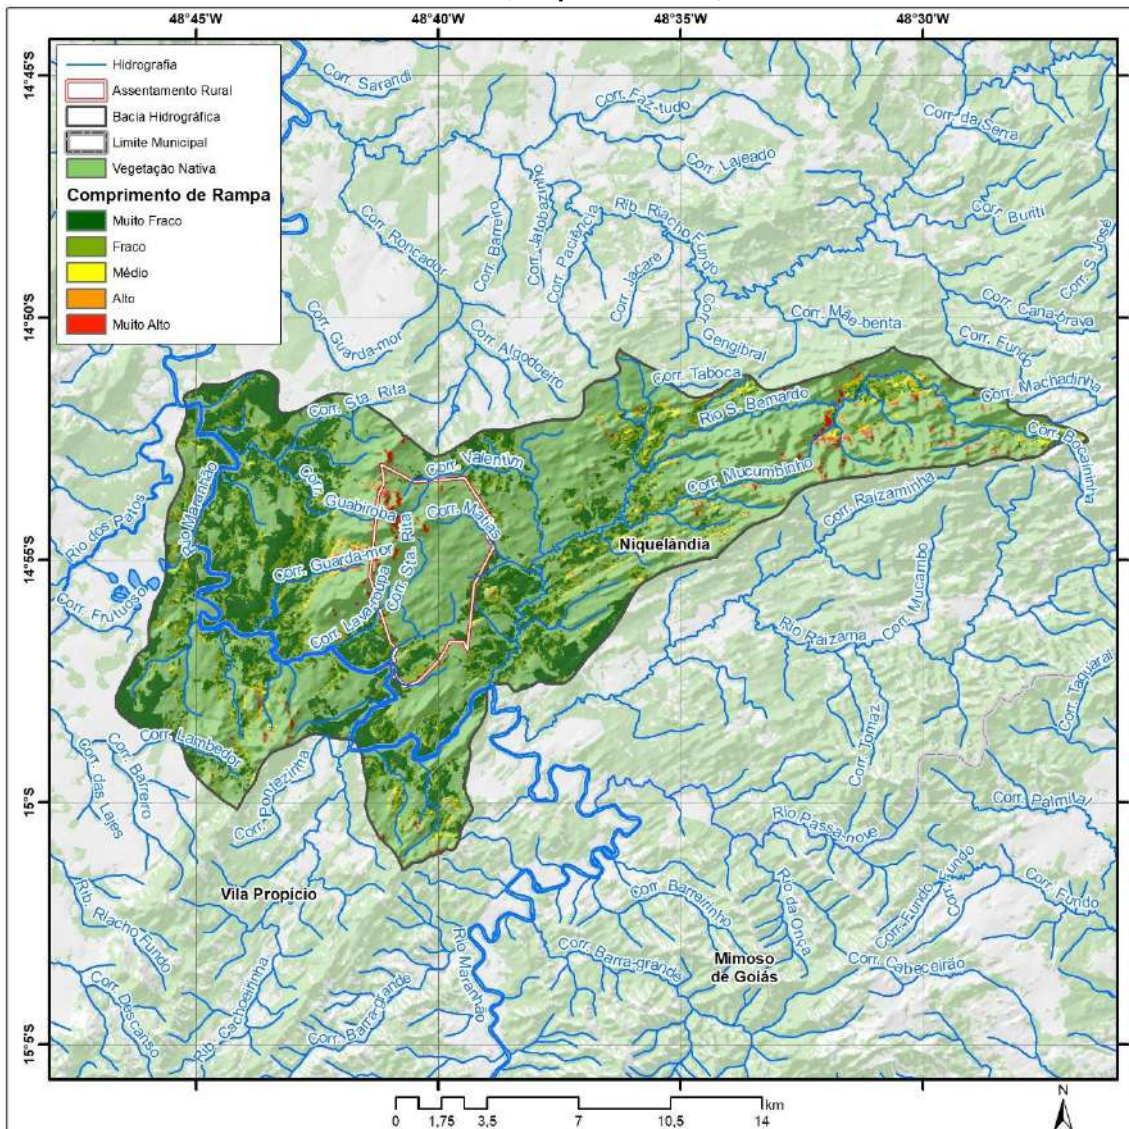 48°45'W 48°40'W 48°35'W 48°30'W
14°45'S
14°50'S
14°55'S
15°S
15°5'S
Hidrografia
Assentamento Rural
Bacia Hidrográfica
Limite Municipal
Vegetação Nativa
Comprimento de Rampa
Muito Fraco
Fraco
Médio
Alto
Muito Alto
Corr. Sarandi
Corr. Faz-tudo
Corr. da Serra
Corr. Lajeado
Corr. Barreiro
Corr. Jatobazinho
Corr. Paciência
Rib. Riacho Fundo
Corr. Buriti
Corr. S. José
Corr. Roncador
Corr. Jacaré
Corr. Cana-brava
Corr. Mãe-benta
Corr. Guarda-mor
Corr. Algodoeiro
Corr. Gengibral
Corr. Fundo
Corr. Taboca
Corr. Machadinha
Corr. Sta. Rita
Rio S. Bernardo
Corr. Bocaininha
Corr. Valentim
Corr. Mucumbinho
Corr. Raizaminha
Rio Maranhão
Rio dos Patos
Corr. Guabiroba
Corr. Matias
Niquelândia
Corr. Guarda-mor
Corr. Sta. Rita
Corr. Lava-roupa
Corr. Frutuoso
Corr. Mucambo
Rio Raizama
Corr. Taquaral
Corr. Tomaz
Corr. Lambedor
Corr. Barreiro
Corr. das Lajes
Corr. Pontezinha
Corr. Palmital
Rio Passa-nove
Vila Propício
Corr. Barreirinho
Rio da Onça
Corr. Fundo
Corr. Fundo
Corr. Fundo
Rib. Riacho Fundo
Rio Maranhão
Corr. Barra-grande
Mimoso
de Goiás
Corr. Cabeceirão
Corr. Descanso
Rib. Cachoeirinha
Corr. Barra-grande
N
km
0 1,75 3,5 7 10,5 14